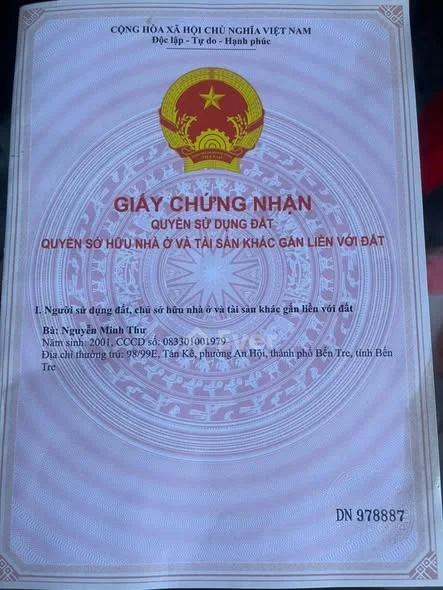 CỘNG HÒA XÃ HỘI CHỦ NGHĨA VIỆT NAM
Độc lập - Tự do - Hạnh phúc
GIẤY CHỨNG NHẬN
QUYỀN SỬ DỤNG ĐẤT
QUYỀN SỞ HỮU NHÀ Ở VÀ TÀI SẢN KHÁC GẮN LIỀN VỚI ĐẤT
I. Người sử dụng đất, chủ sở hữu nhà ở và tài sản khác gắn liền với đất
Bà: Nguyễn Minh Thư
Năm sinh: 2001, CCCD số: 083301001979
Địa chỉ thường trú: 98/99E, Tán Kế, phường An Hội, thành phố Bến Tre, tỉnh Bến
Tre
DN 978887